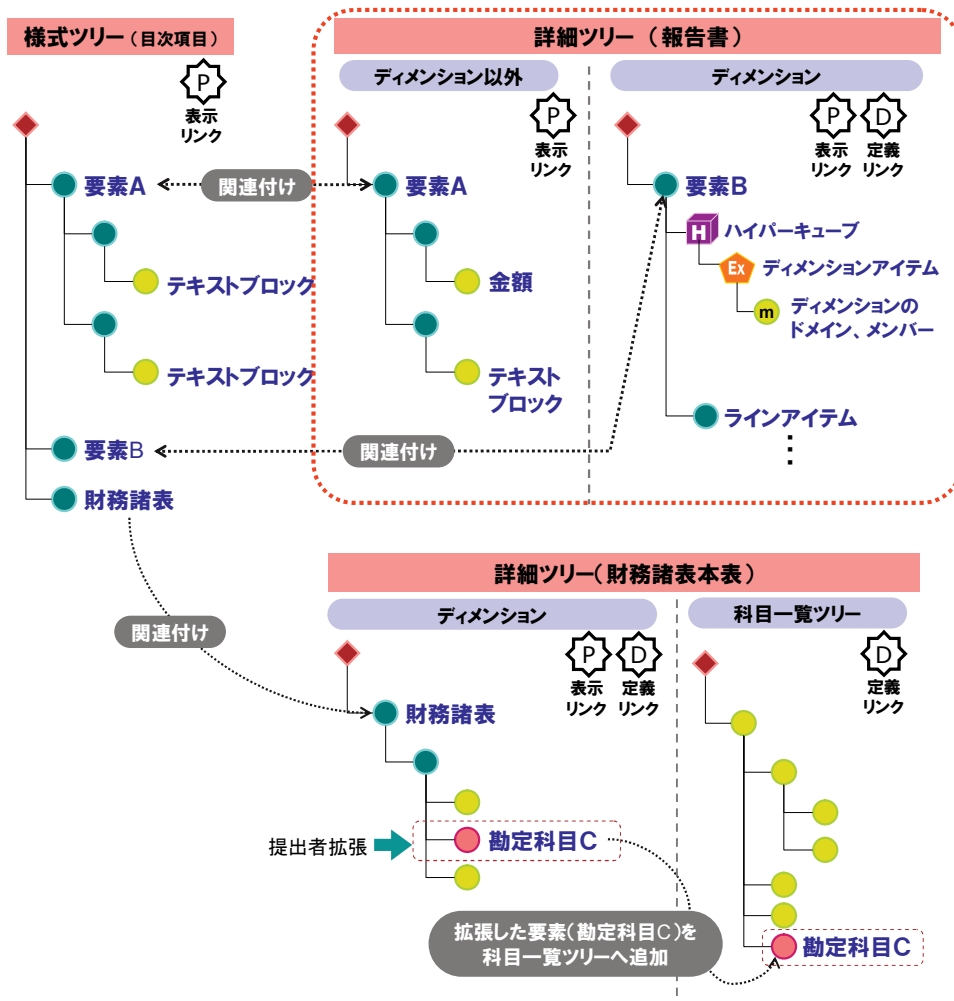 様式ツリー（目次項目）
P
表示
リンク
要素A
テキストブロック
テキストブロック
要素B
財務諸表
関連付け
関連付け
関連付け
詳細ツリー（報告書）
ディメンション以外
P
表示
リンク
要素A
金額
テキスト
ブロック
ディメンション
P
表示
リンク
D
定義
リンク
要素B
H
ハイパーキューブ
Ex
ディメンションアイテム
m
ディメンションの
ドメイン、メンバー
ラインアイテム
詳細ツリー（財務諸表本表）
ディメンション
P
表示
リンク
D
定義
リンク
財務諸表
提出者拡張
勘定科目C
科目一覧ツリー
D
定義
リンク
拡張した要素（勘定科目C）を
科目一覧ツリーへ追加
勘定科目C